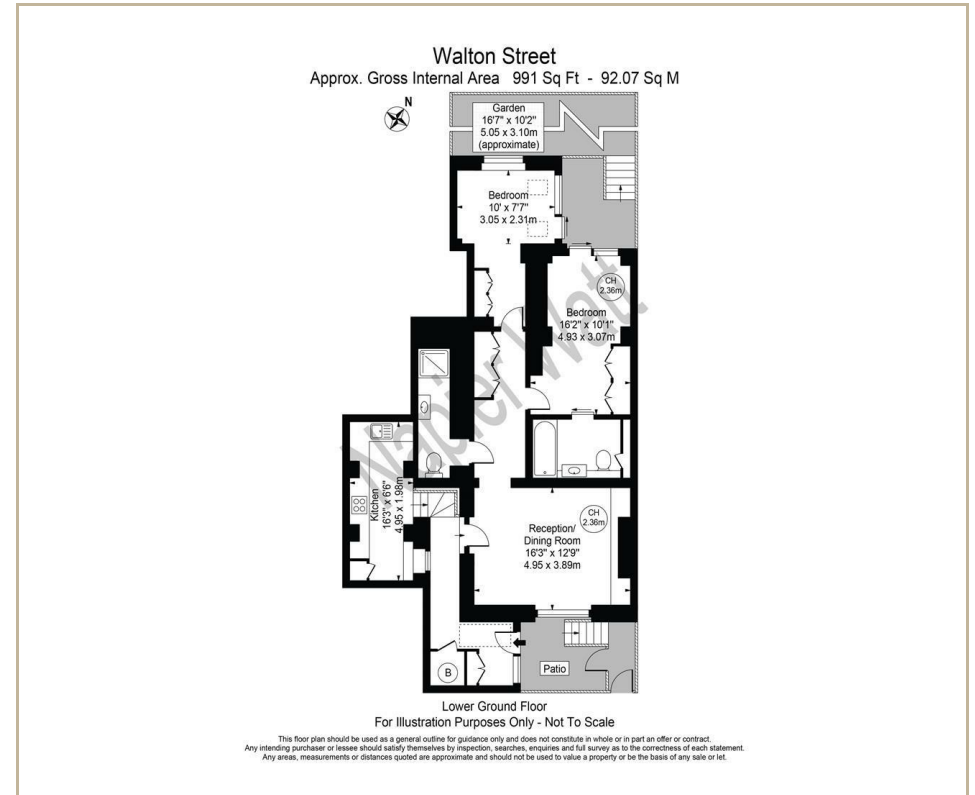 Walton Street
Approx. Gross Internal Area 991 Sq Ft - 92.07 Sq M
N
Garden
16'7" x 10'2"
5.05 x 3.10m
(approximate)
Bedroom
10' x 7'7"
3.05 x 2.31m
CH
2.36m
Bedroom
16'2" x 10'1"
4.93 x 3.07m
Napier Watt
Kitchen
16'3" x 6'6"
4.95 x 1.98m
CH
2.36m
Reception/
Dining Room
16'3" x 12'9"
4.95 x 3.89m
B
Patio
Lower Ground Floor
For Illustration Purposes Only - Not To Scale
This floor plan should be used as a general outline for guidance only and does not constitute in whole or in part an offer or contract.
Any intending purchaser or lessee should satisfy themselves by inspection, searches, enquiries and full survey as to the correctness of each statement.
Any areas, measurements or distances quoted are approximate and should not be used to value a property or be the basis of any sale or let.